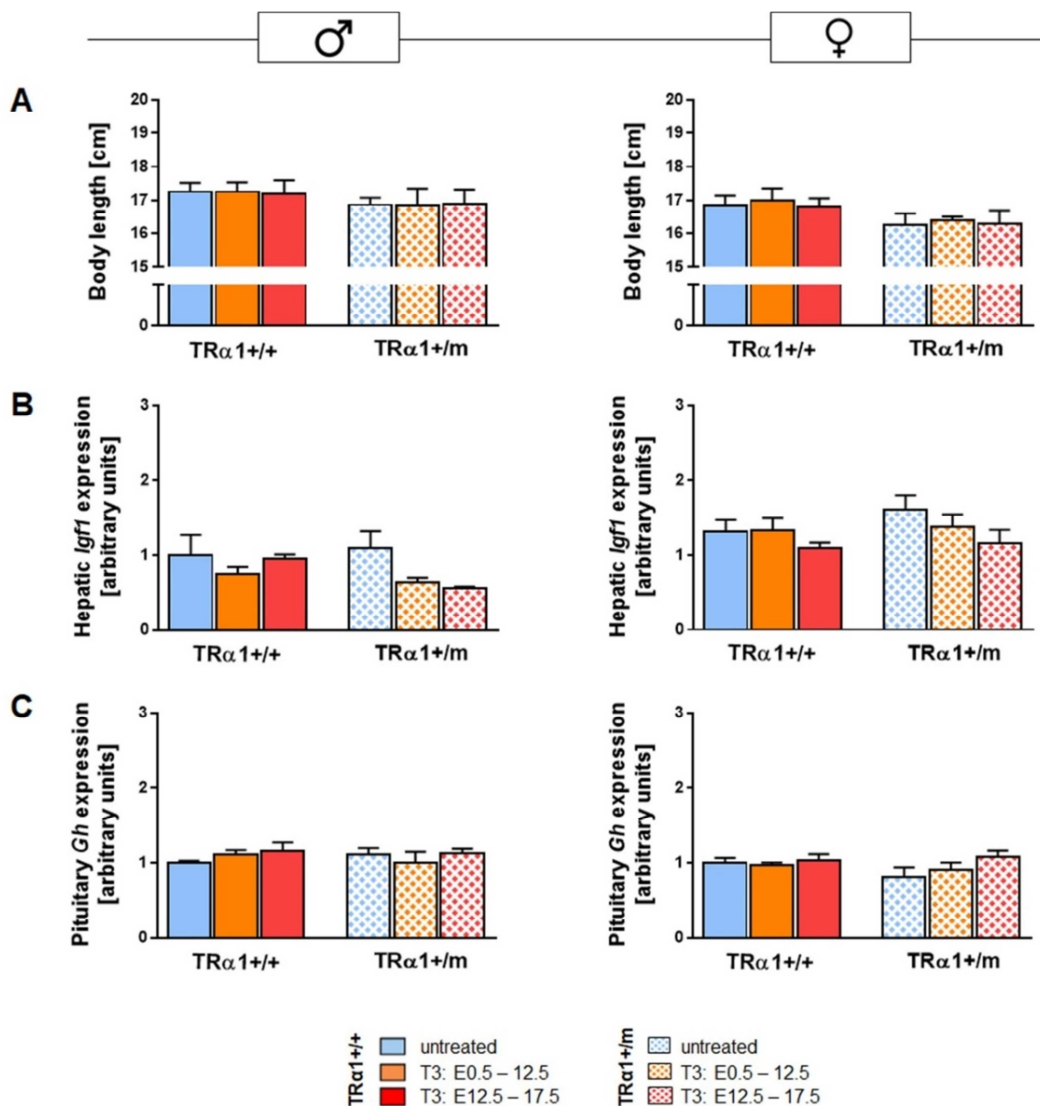 ♂ ♀
A
Body length [cm]
20
19
18
17
16
15
0
TRα1+/+ TRα1+/m
Body length [cm]
20
19
18
17
16
15
0
TRα1+/+ TRα1+/m
B
Hepatic Igf1 expression
[arbitrary units]
3
2
1
0
TRα1+/+ TRα1+/m
Hepatic Igf1 expression
[arbitrary units]
3
2
1
0
TRα1+/+ TRα1+/m
C
Pituitary Gh expression
[arbitrary units]
3
2
1
0
TRα1+/+ TRα1+/m
Pituitary Gh expression
[arbitrary units]
3
2
1
0
TRα1+/+ TRα1+/m
TRα1+/+
untreated
T3: E0.5 – 12.5
T3: E12.5 – 17.5
TRα1+/m
untreated
T3: E0.5 – 12.5
T3: E12.5 – 17.5